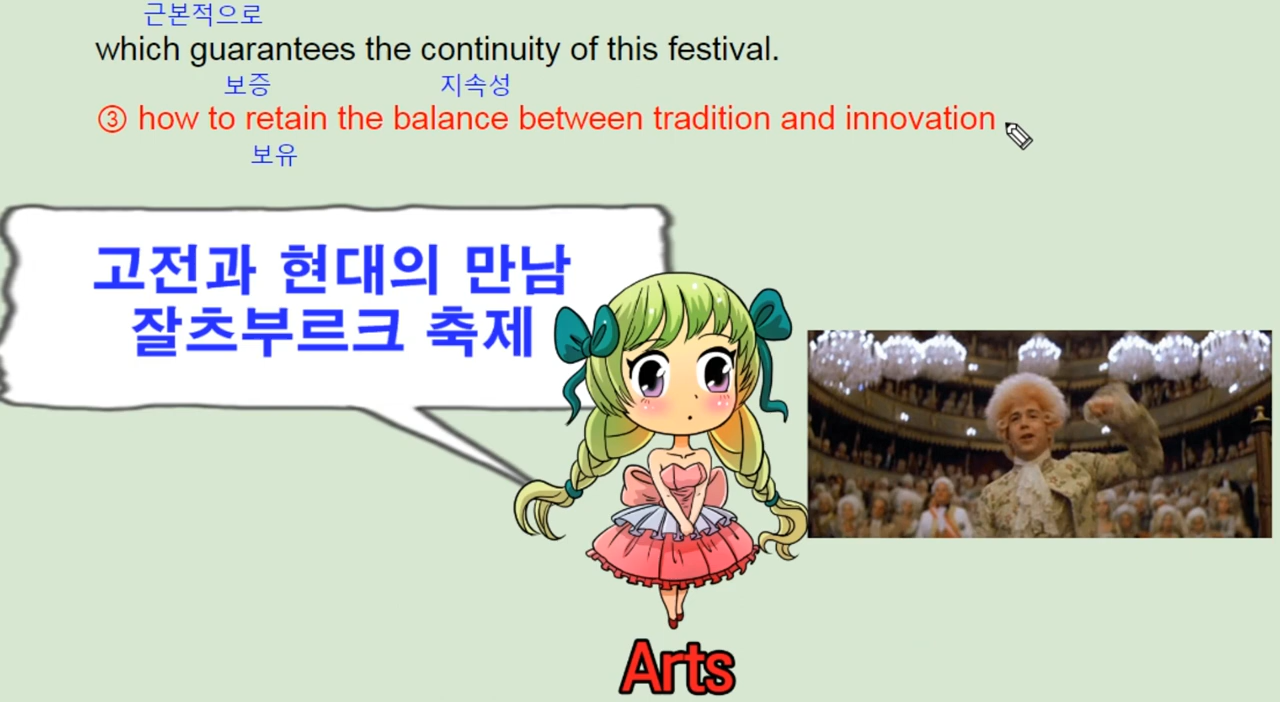 근본적으로
which guarantees the continuity of this festival.
보증 지속성
③ how to retain the balance between tradition and innovation
보유
고전과 현대의 만남
잘츠부르크 축제
Arts